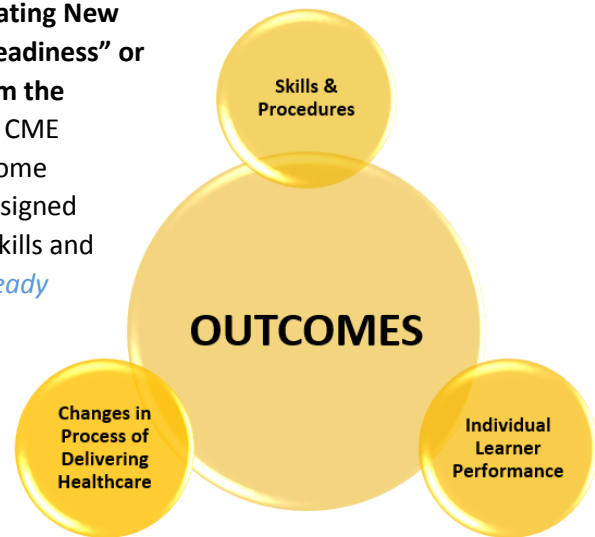 ating New
eadiness” or
m the
CME
ome
signed
kills and
eady
Skills &
Procedures
OUTCOMES
Changes in
Process of
Delivering
Healthcare
Individual
Learner
Performance